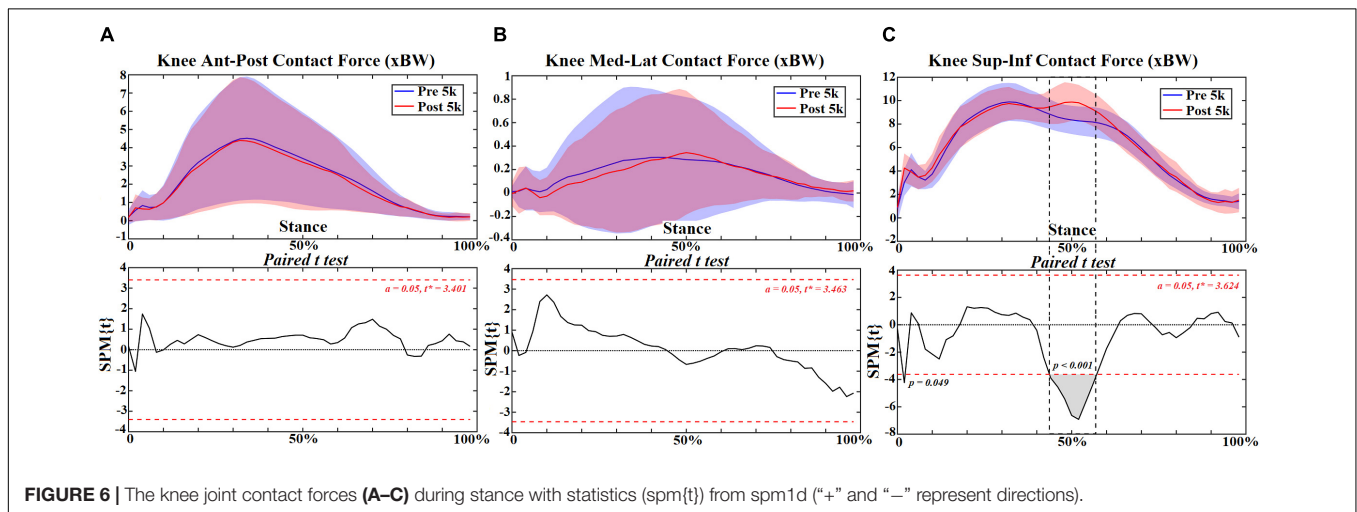 A
Knee Ant-Post Contact Force (xBW)
8
7
6
5
4
3
2
1
0
-1
Pre 5k
Post 5k
Stance
0
50%
100%
Paired t test
4
3
2
1
0
-1
-2
-3
-4
SPM{t}
a = 0.05, t* = 3.401
0
50%
100%
B
Knee Med-Lat Contact Force (xBW)
1
0.8
0.6
0.4
0.2
0
-0.2
-0.4
Pre 5k
Post 5k
Stance
0
50%
100%
Paired t test
4
3
2
1
0
-1
-2
-3
-4
SPM{t}
a = 0.05, t* = 3.463
0
50%
100%
C
Knee Sup-Inf Contact Force (xBW)
12
10
8
6
4
2
0
-2
Pre 5k
Post 5k
Stance
0
50%
100%
Paired t test
4
2
0
-2
-4
-6
-8
SPM{t}
a = 0.05, t* = 3.624
p < 0.001
p = 0.049
0
50%
100%
FIGURE 6 | The knee joint contact forces (A–C) during stance with statistics (spm{t}) from spm1d (“+” and “−” represent directions).